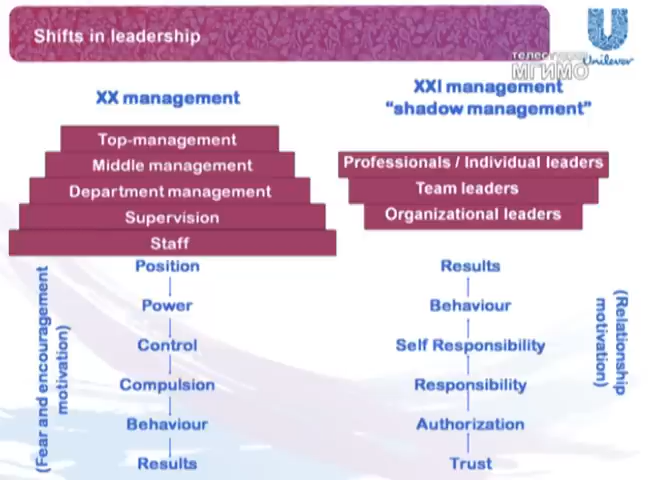 Shifts in leadership
Unilever
МГИМО
XX management
Top-management
Middle management
Department management
Supervision
Staff
Position
Power
Control
Compulsion
Behaviour
Results
(Fear and encouragement
motivation)
XXI management
“shadow management”
Professionals / Individual leaders
Team leaders
Organizational leaders
Results
Behaviour
Self Responsibility
Responsibility
Authorization
Trust
(Relationship
motivation)